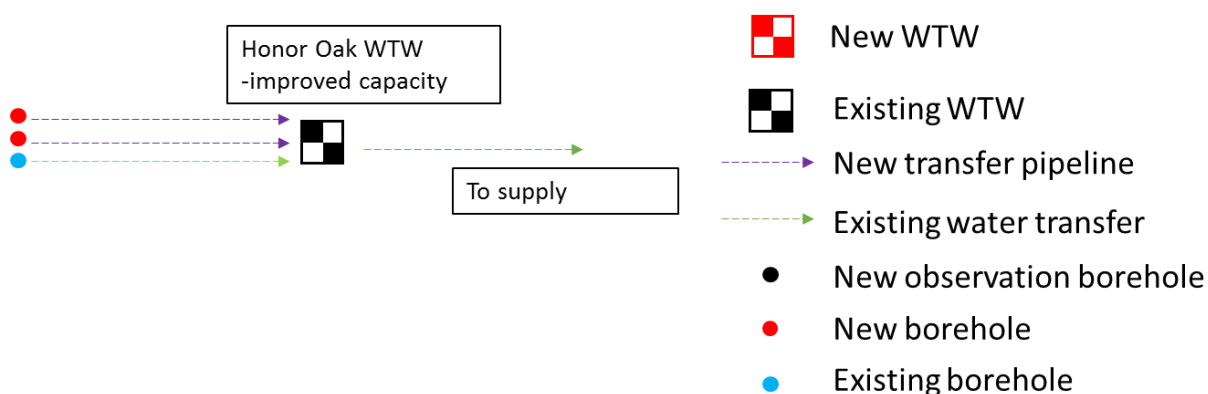 Honor Oak WTW
-improved capacity
To supply
New WTW
Existing WTW
New transfer pipeline
Existing water transfer
New observation borehole
New borehole
Existing borehole